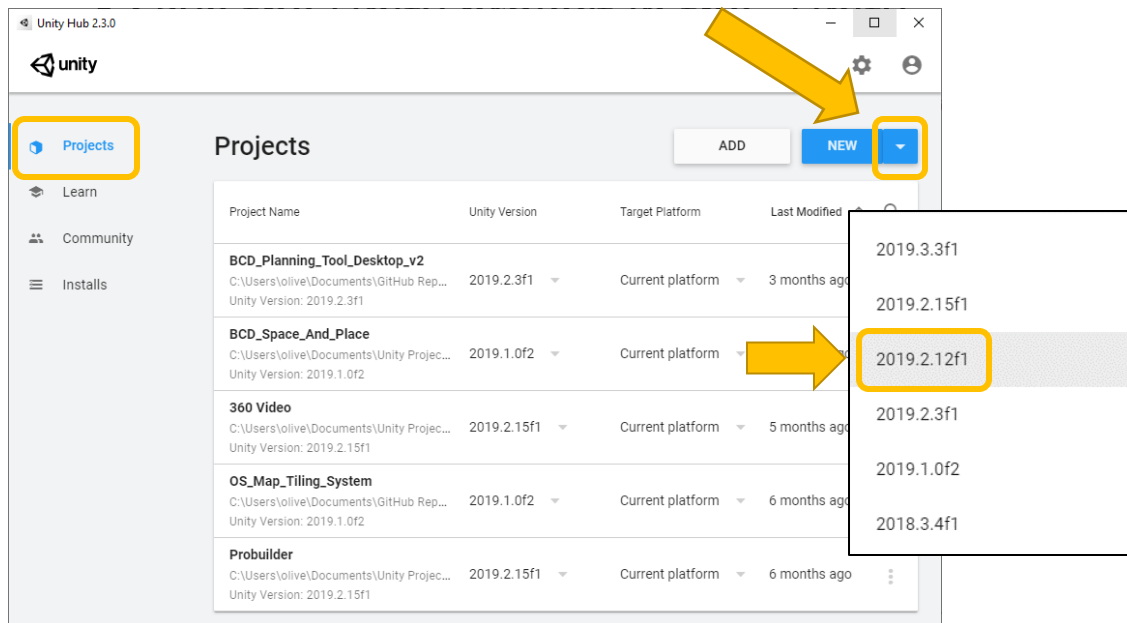 Unity Hub 2.3.0
unity
Projects
Learn
Community
Installs
Projects
ADD
NEW
Project Name
Unity Version
Target Platform
Last Modified
BCD_Planning_Tool_Desktop_v2
C:\Users\olive\Documents\GitHub Rep...
Unity Version: 2019.2.3f1
2019.2.3f1
Current platform
3 months ago
BCD_Space_And_Place
C:\Users\olive\Documents\Unity Projec...
Unity Version: 2019.1.0f2
2019.1.0f2
Current platform
360 Video
C:\Users\olive\Documents\Unity Projec...
Unity Version: 2019.2.15f1
2019.2.15f1
Current platform
5 months ago
OS_Map_Tiling_System
C:\Users\olive\Documents\GitHub Rep...
Unity Version: 2019.1.0f2
2019.1.0f2
Current platform
6 months ago
Probuilder
C:\Users\olive\Documents\Unity Projec...
Unity Version: 2019.2.15f1
2019.2.15f1
Current platform
6 months ago
2019.3.3f1
2019.2.15f1
2019.2.12f1
2019.2.3f1
2019.1.0f2
2018.3.4f1